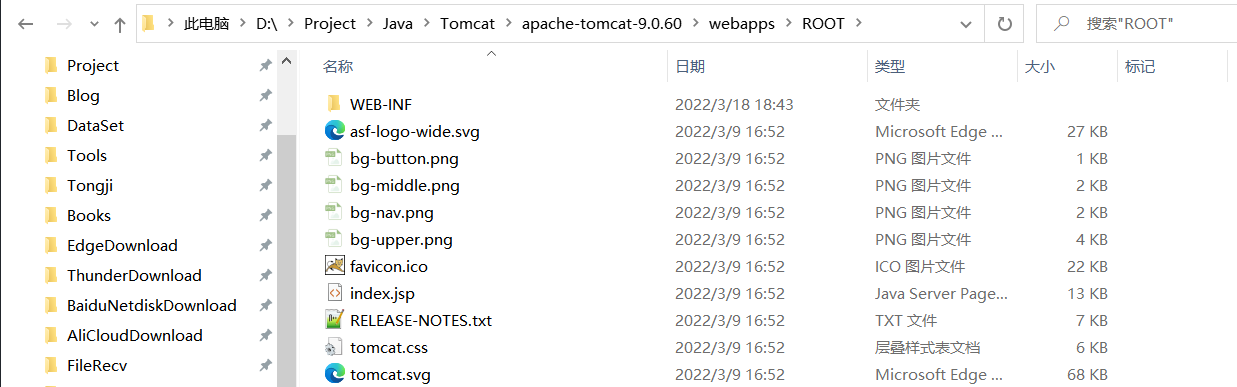 此电脑 D:\ Project Java Tomcat apache-tomcat-9.0.60 webapps ROOT 搜索"ROOT"
Project
Blog
DataSet
Tools
Tongji
Books
EdgeDownload
ThunderDownload
BaiduNetdiskDownload
AliCloudDownload
FileRecv
名称 日期 类型 大小 标记
WEB-INF 2022/3/18 18:43 文件夹
asf-logo-wide.svg 2022/3/9 16:52 Microsoft Edge ... 27 KB
bg-button.png 2022/3/9 16:52 PNG 图片文件 1 KB
bg-middle.png 2022/3/9 16:52 PNG 图片文件 2 KB
bg-nav.png 2022/3/9 16:52 PNG 图片文件 2 KB
bg-upper.png 2022/3/9 16:52 PNG 图片文件 4 KB
favicon.ico 2022/3/9 16:52 ICO 图片文件 22 KB
index.jsp 2022/3/9 16:52 Java Server Page... 13 KB
RELEASE-NOTES.txt 2022/3/9 16:52 TXT 文件 7 KB
tomcat.css 2022/3/9 16:52 层叠样式表文档 6 KB
tomcat.svg 2022/3/9 16:52 Microsoft Edge ... 68 KB